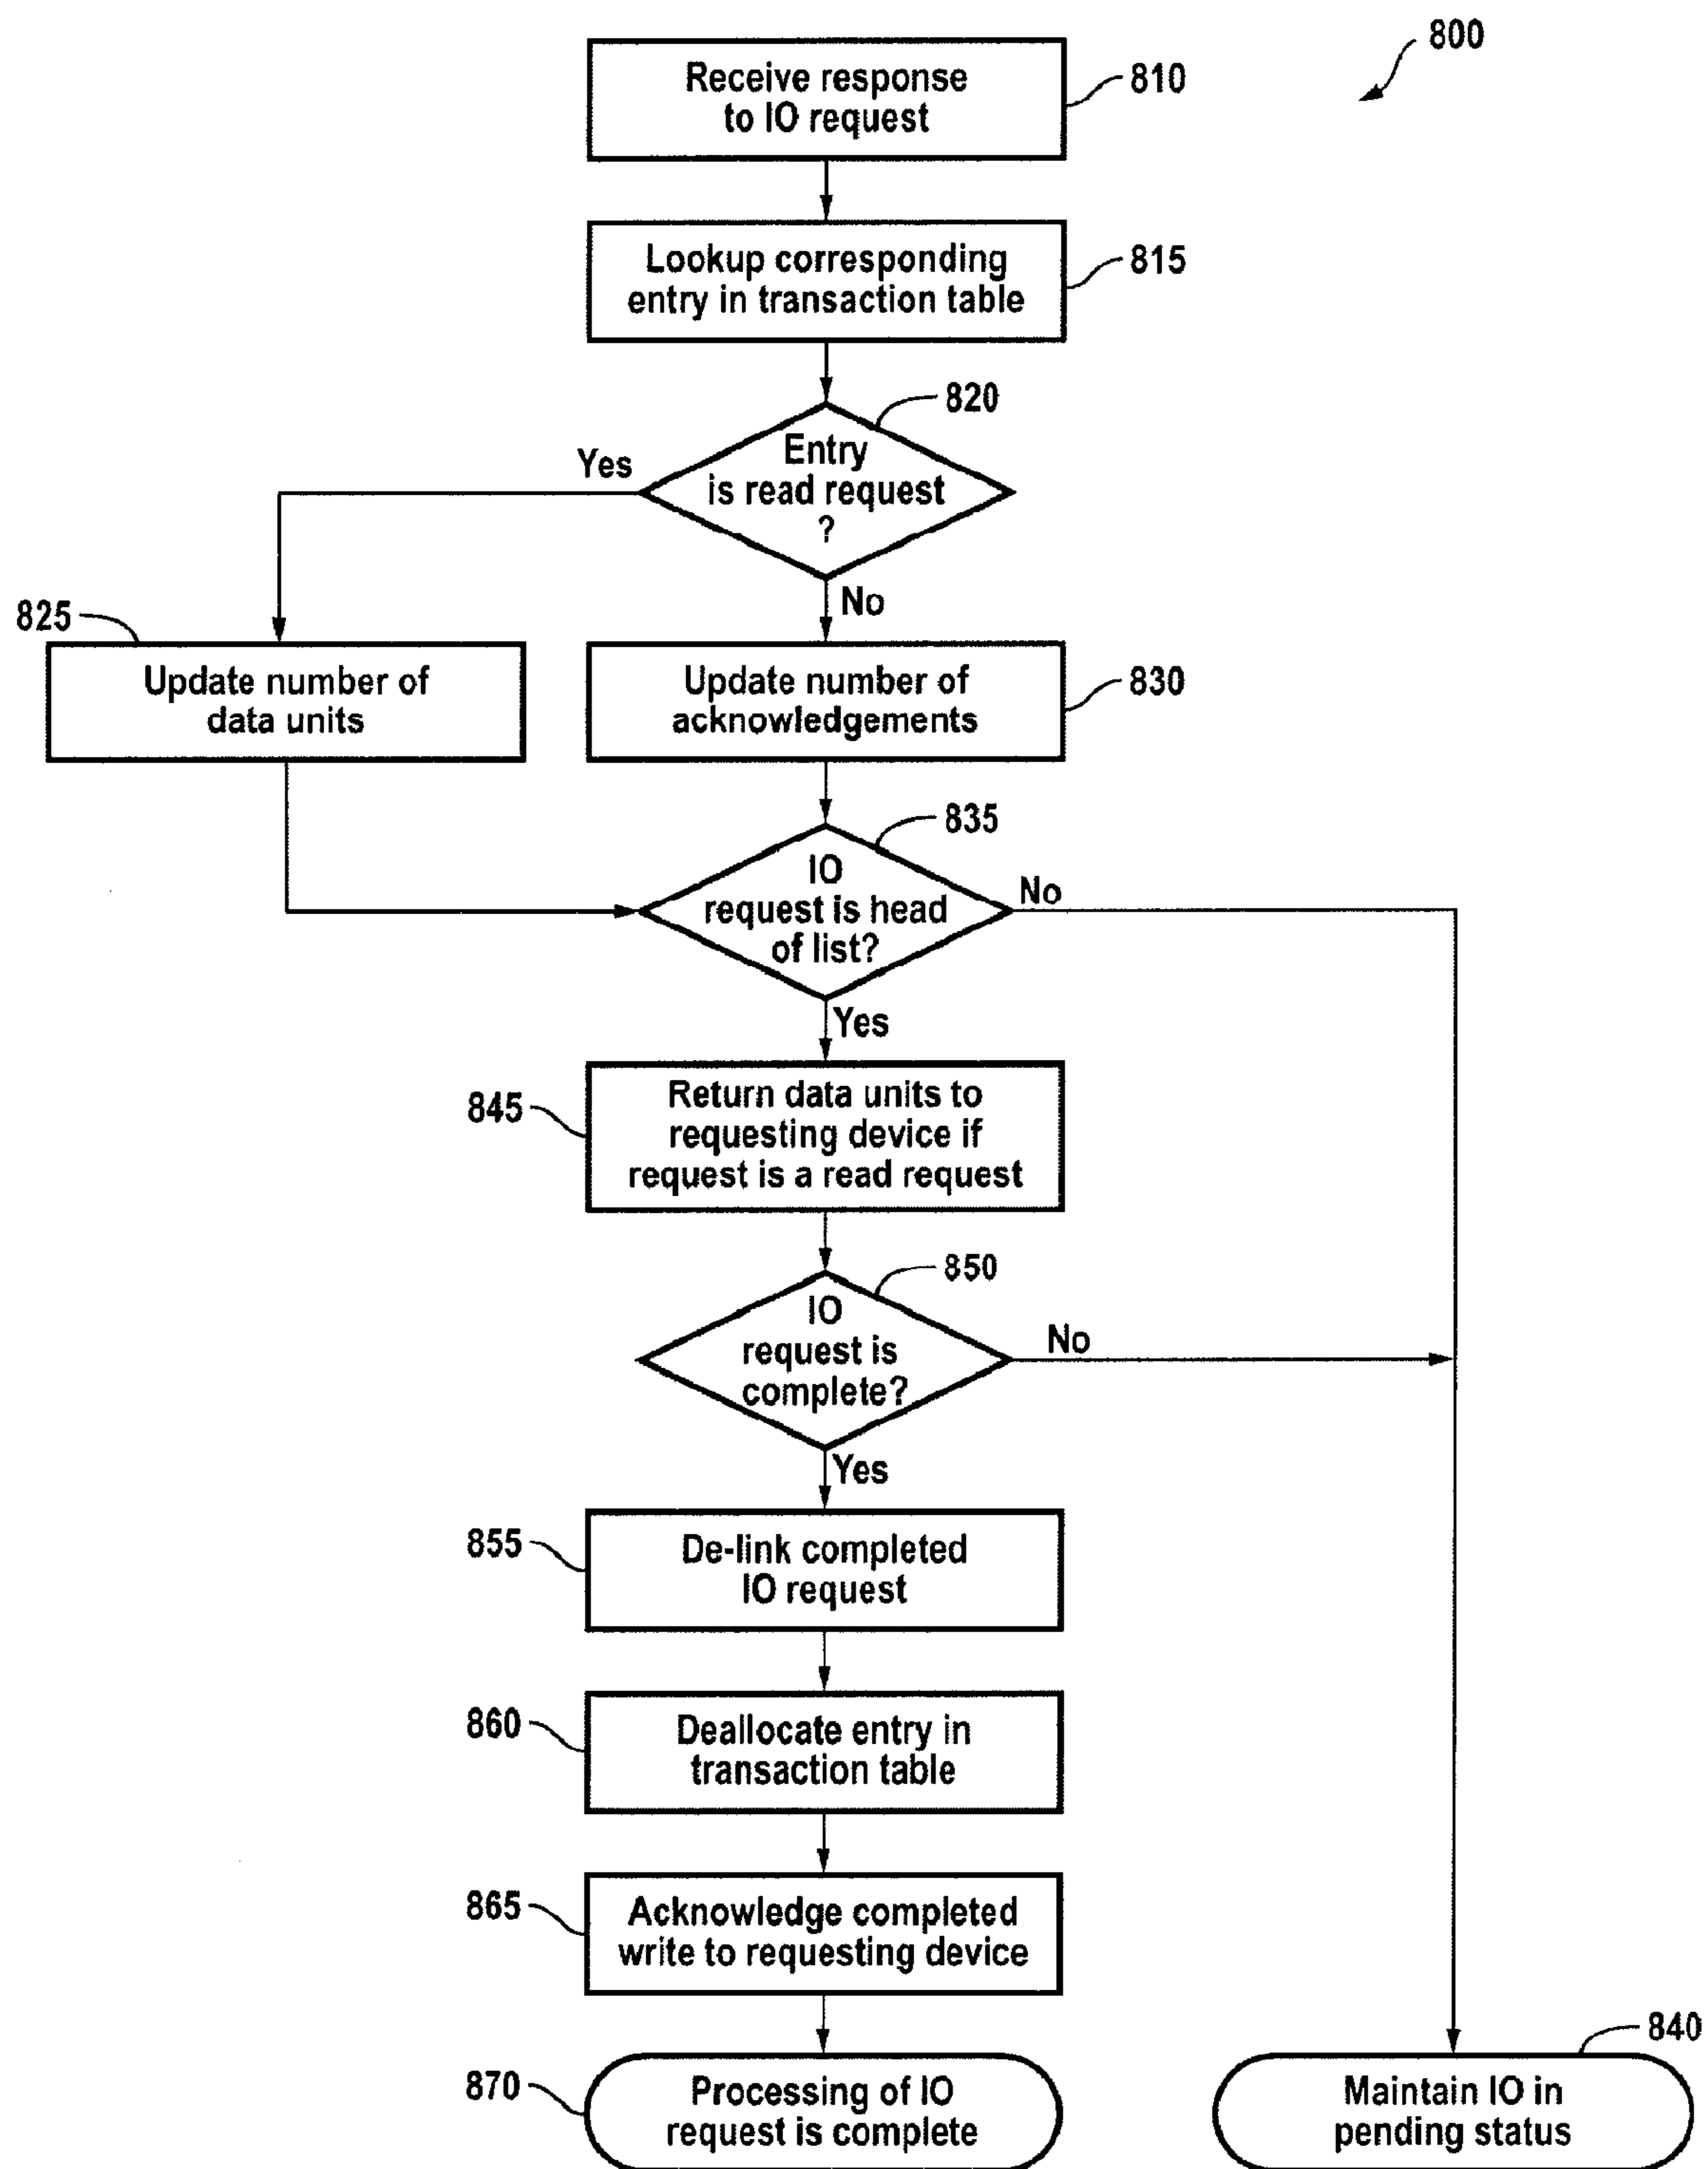 800
Receive response
to IO request
810
Lookup corresponding
entry in transaction table
815
820
Entry
is read request
?
Yes
No
825
Update number of
data units
Update number of
acknowledgements
830
835
IO
request is head
of list?
No
Yes
845
Return data units to
requesting device if
request is a read request
850
IO
request is
complete?
No
Yes
855
De-link completed
IO request
860
Deallocate entry in
transaction table
865
Acknowledge completed
write to requesting device
870
Processing of IO
request is complete
840
Maintain IO in
pending status